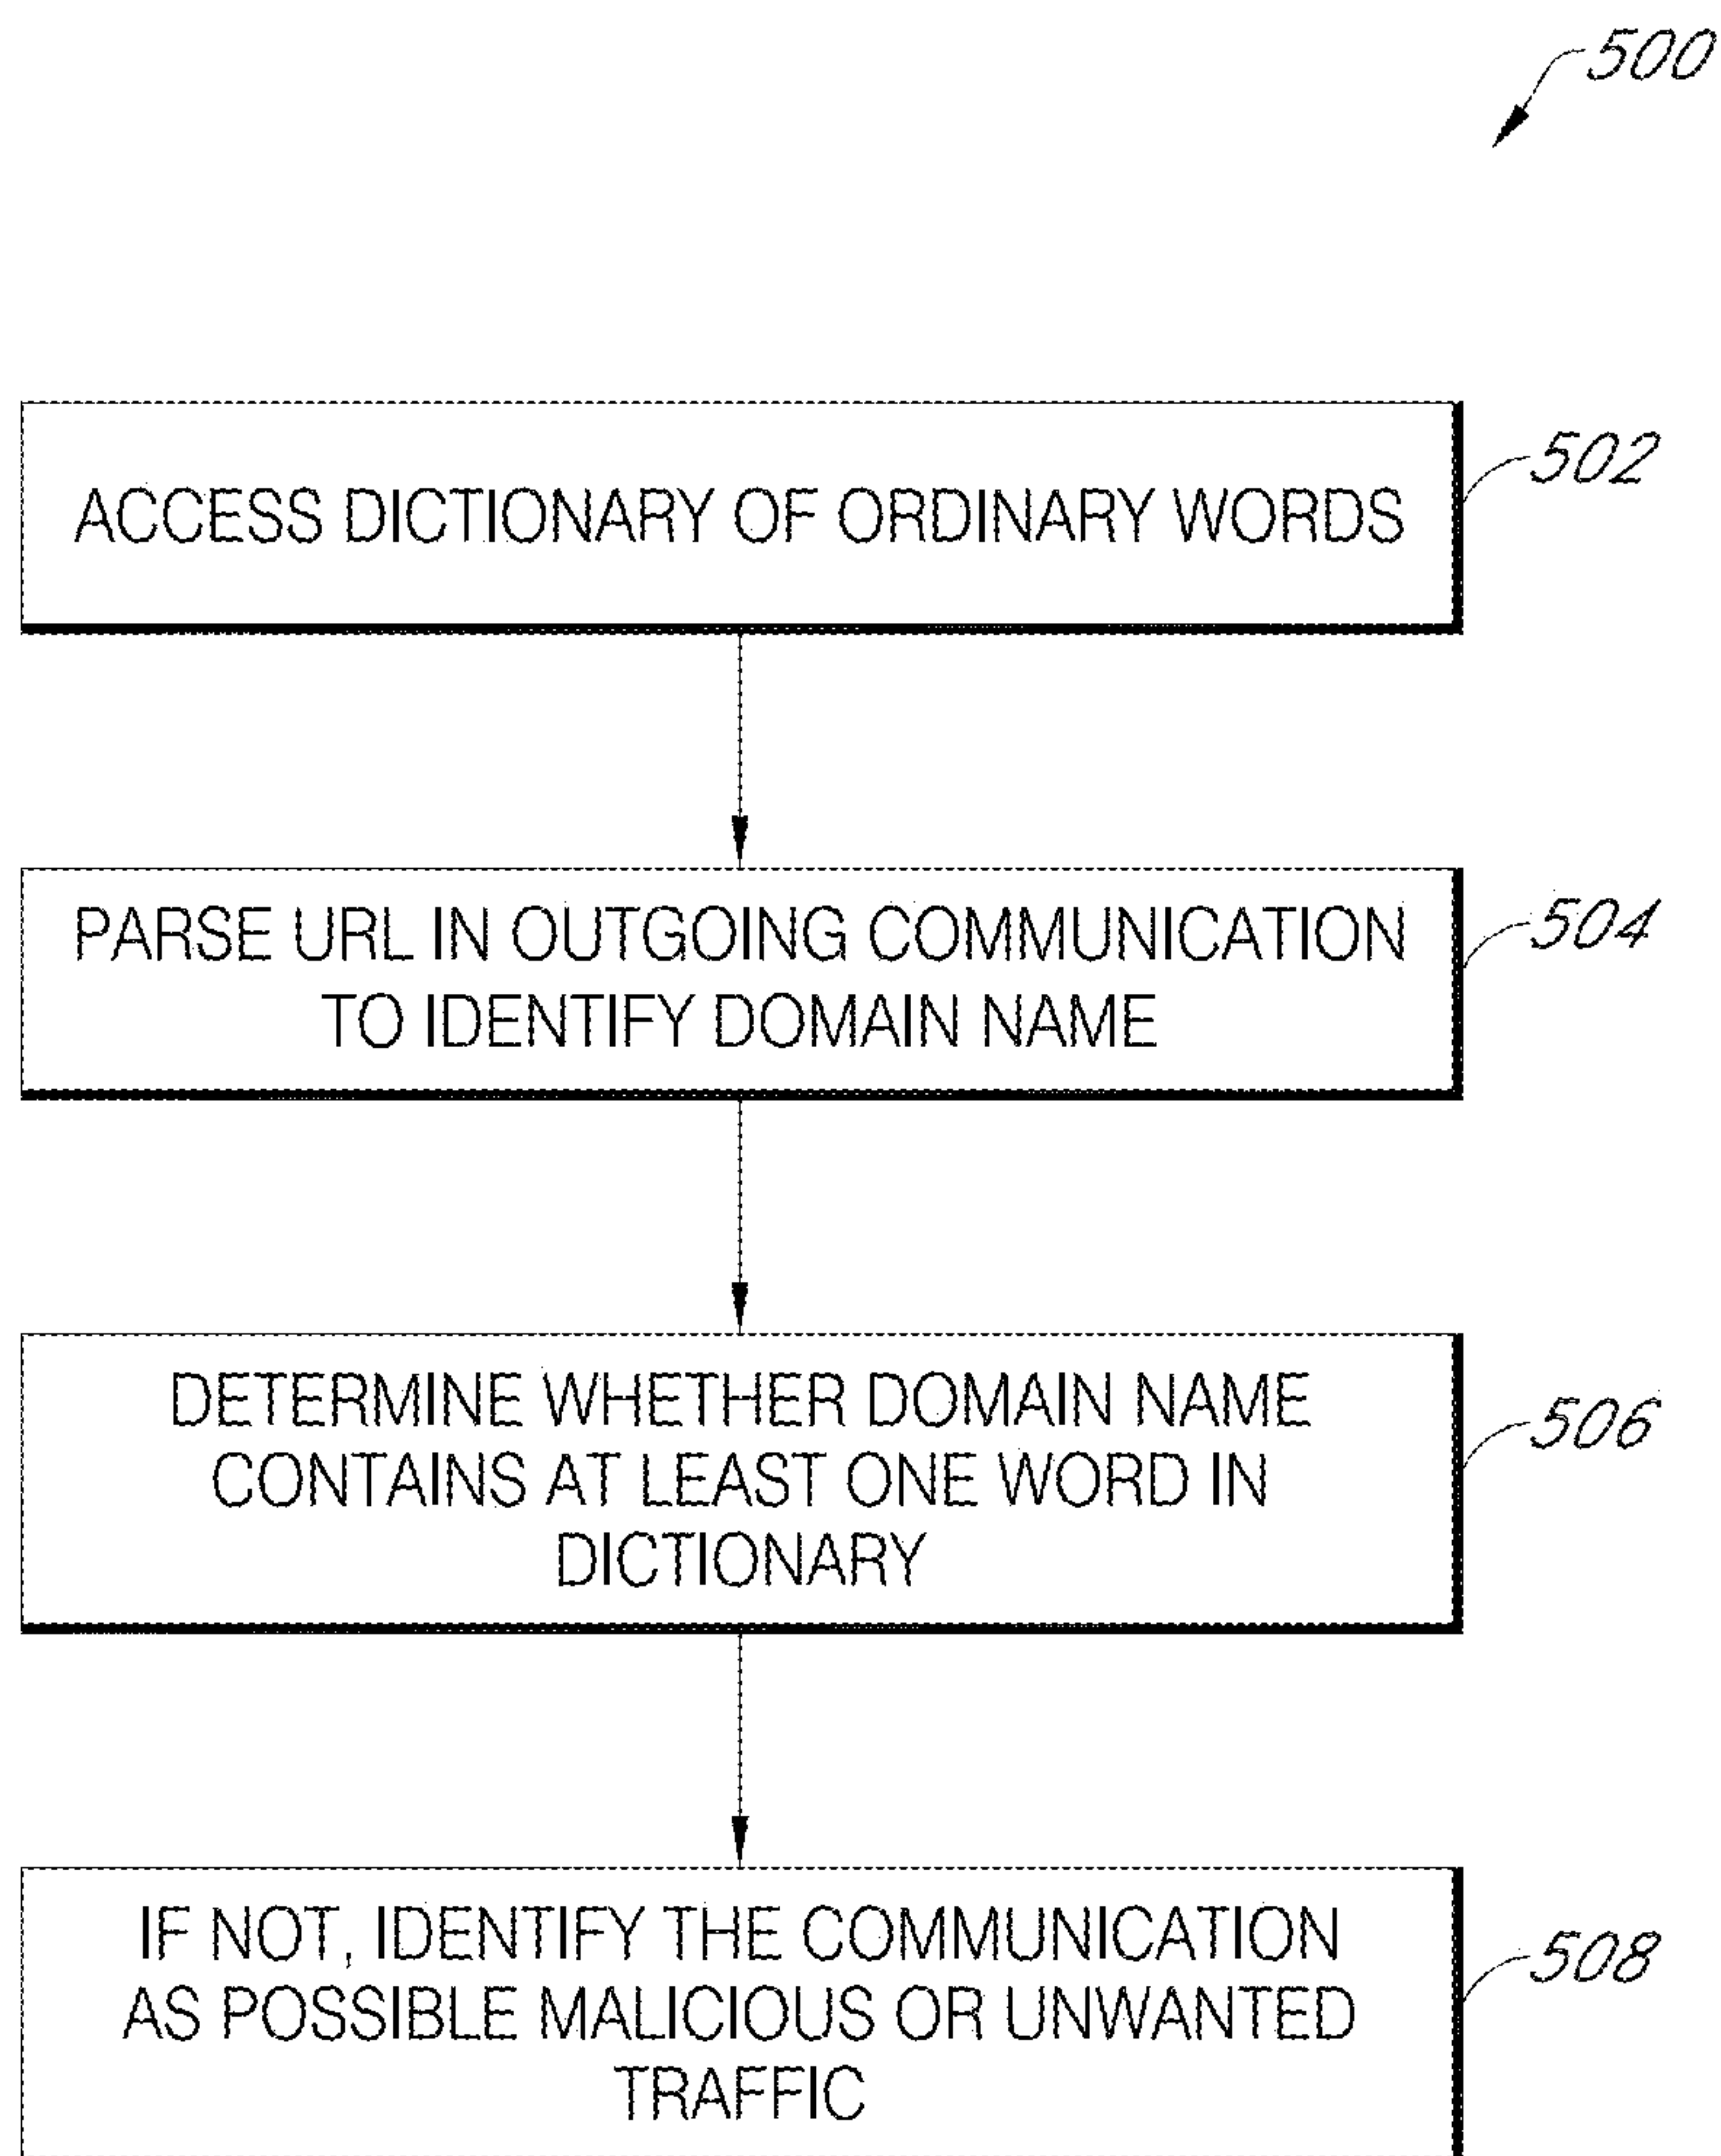 500
ACCESS DICTIONARY OF ORDINARY WORDS
502
PARSE URL IN OUTGOING COMMUNICATION
TO IDENTIFY DOMAIN NAME
504
DETERMINE WHETHER DOMAIN NAME
CONTAINS AT LEAST ONE WORD IN
DICTIONARY
506
IF NOT, IDENTIFY THE COMMUNICATION
AS POSSIBLE MALICIOUS OR UNWANTED
TRAFFIC
508